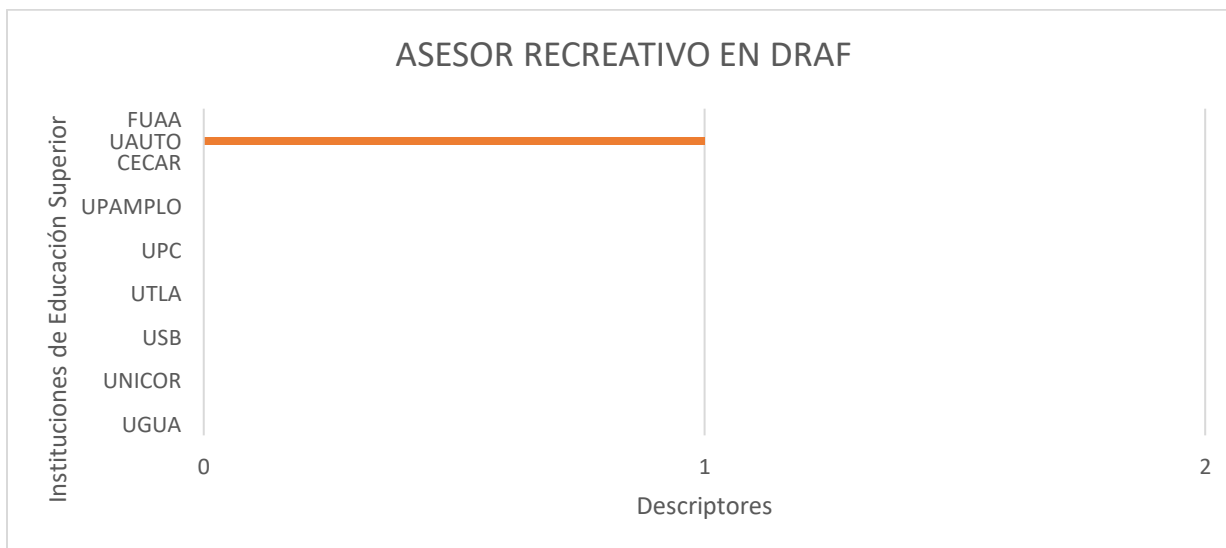 ASESOR RECREATIVO EN DRAF
Instituciones de Educación Superior
FUAA
UAUTO
CECAR
UPAMPLO
UPC
UTLA
USB
UNICOR
UGUA
0 1 2
Descriptores